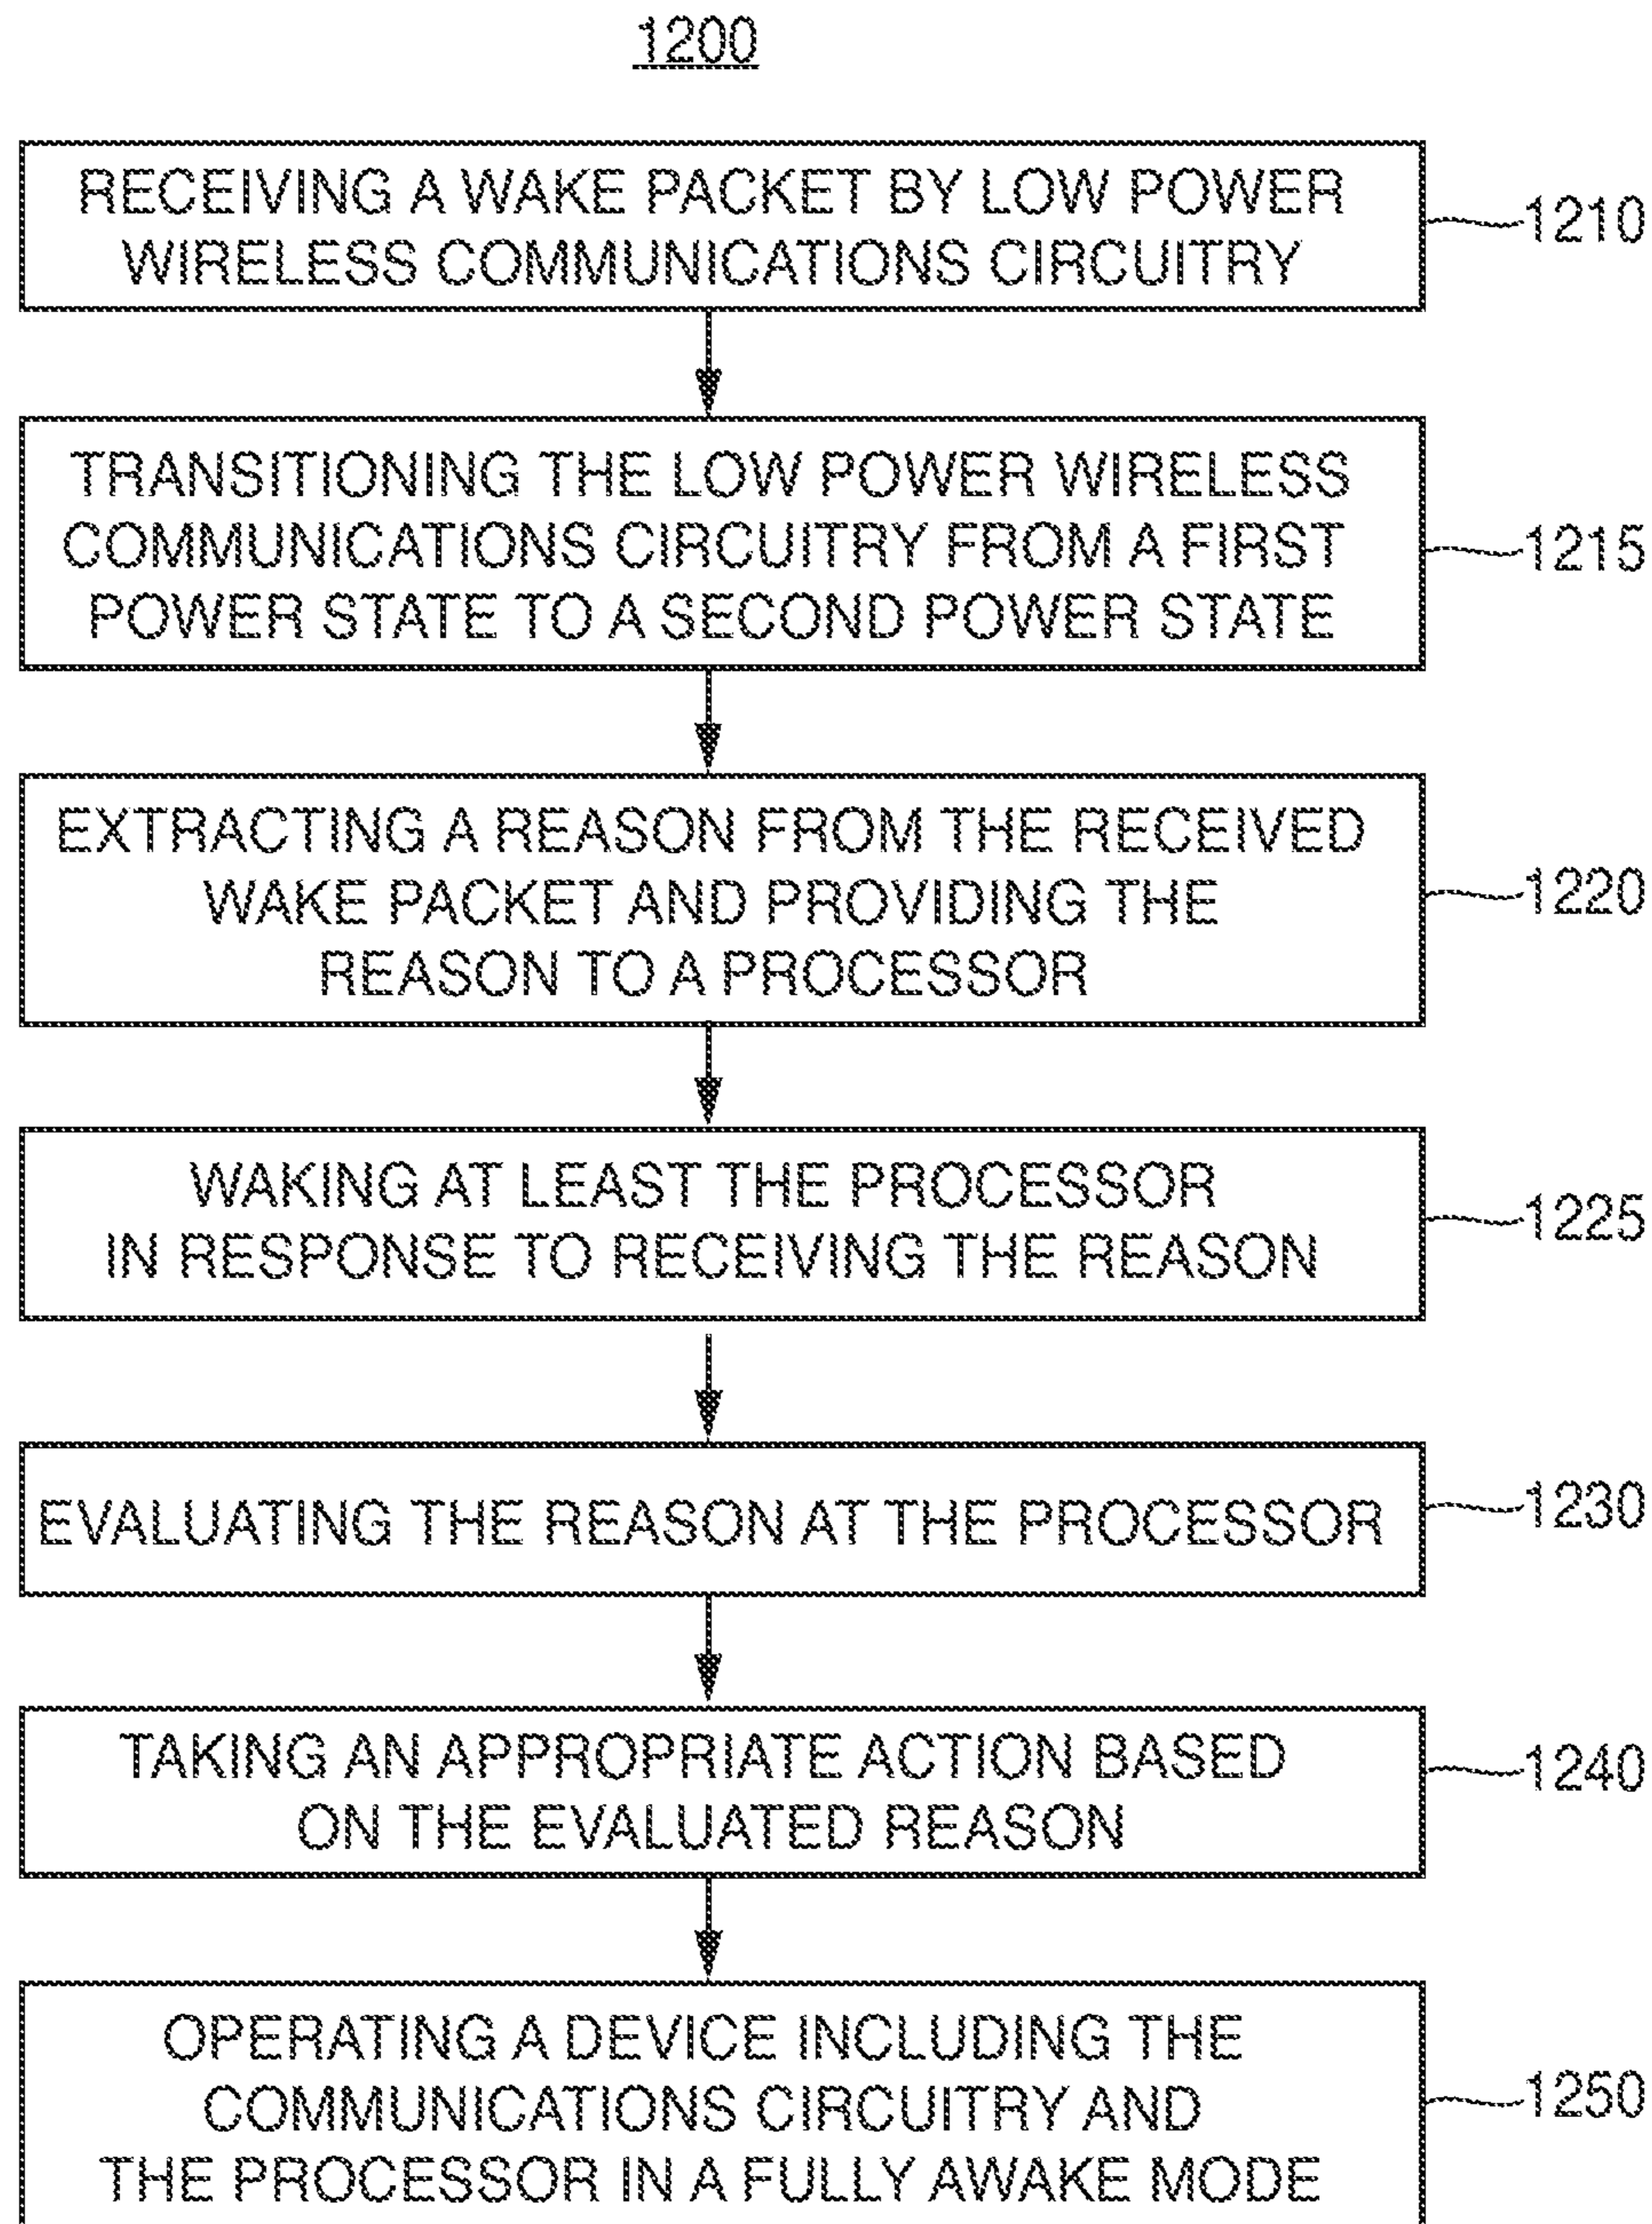 1200
RECEIVING A WAKE PACKET BY LOW POWER
WIRELESS COMMUNICATIONS CIRCUITRY
1210
TRANSITIONING THE LOW POWER WIRELESS
COMMUNICATIONS CIRCUITRY FROM A FIRST
POWER STATE TO A SECOND POWER STATE
1215
EXTRACTING A REASON FROM THE RECEIVED
WAKE PACKET AND PROVIDING THE
REASON TO A PROCESSOR
1220
WAKING AT LEAST THE PROCESSOR
IN RESPONSE TO RECEIVING THE REASON
1225
EVALUATING THE REASON AT THE PROCESSOR
1230
TAKING AN APPROPRIATE ACTION BASED
ON THE EVALUATED REASON
1240
OPERATING A DEVICE INCLUDING THE
COMMUNICATIONS CIRCUITRY AND
THE PROCESSOR IN A FULLY AWAKE MODE
1250